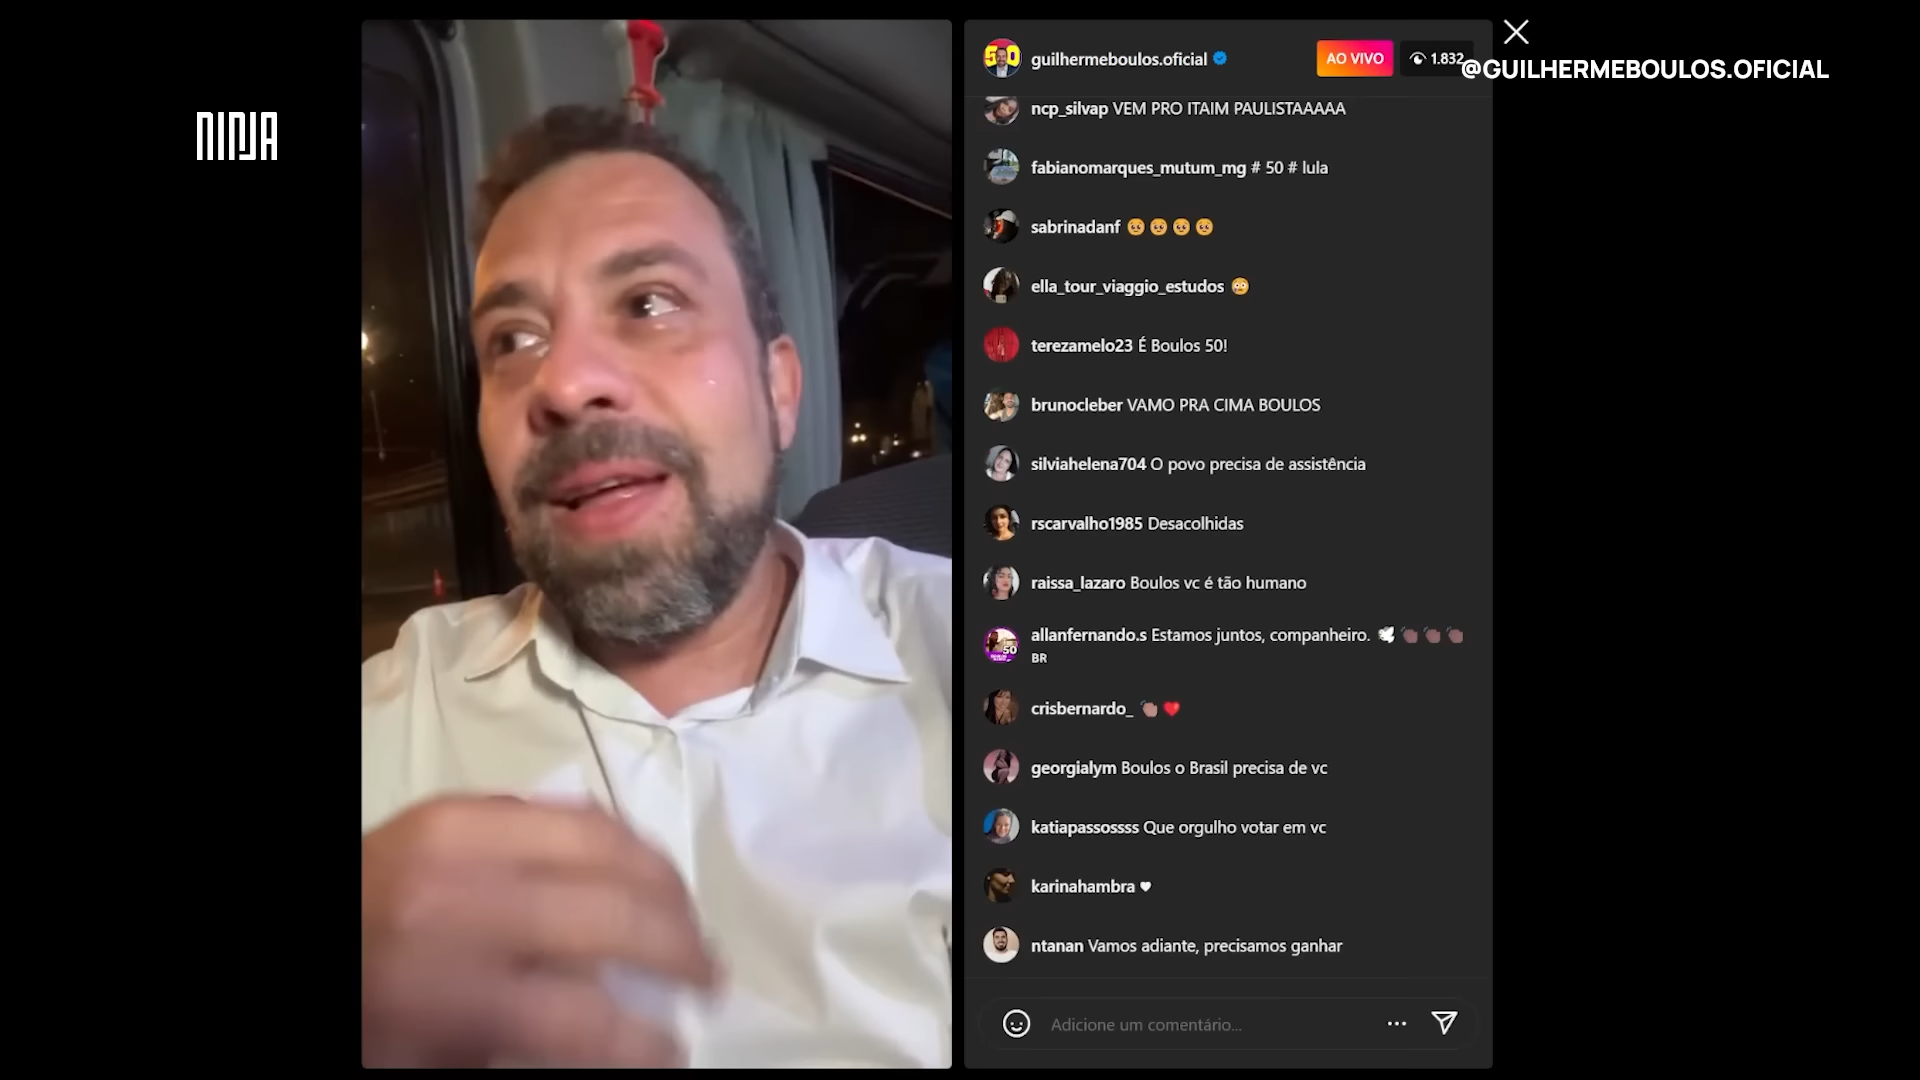 NINJA
guilhermeboulos.oficial
AO VIVO
1.832
@GUILHERMEBOULOS.OFICIAL
ncp_silvap VEM PRO ITAIM PAULISTAAAAA
fabianomarques_mutum_mg # 50 # lula
sabrinadanf 🥺🥺🥺🥺
ella_tour_viaggio_estudos 😳
terezamelo23 É Boulos 50!
brunocleber VAMO PRA CIMA BOULOS
silviahelena704 O povo precisa de assistência
rscarvalho1985 Desacolhidas
raissa_lazaro Boulos vc é tão humano
allanfernando.s Estamos juntos, companheiro. 🕊👏🏽👏🏽👏🏽
BR
50
crisbernardo_ 👏🏽❤️
georgialym Boulos o Brasil precisa de vc
katiapassossss Que orgulho votar em vc
karinahambra ♥
ntanan Vamos adiante, precisamos ganhar
Adicione um comentário...